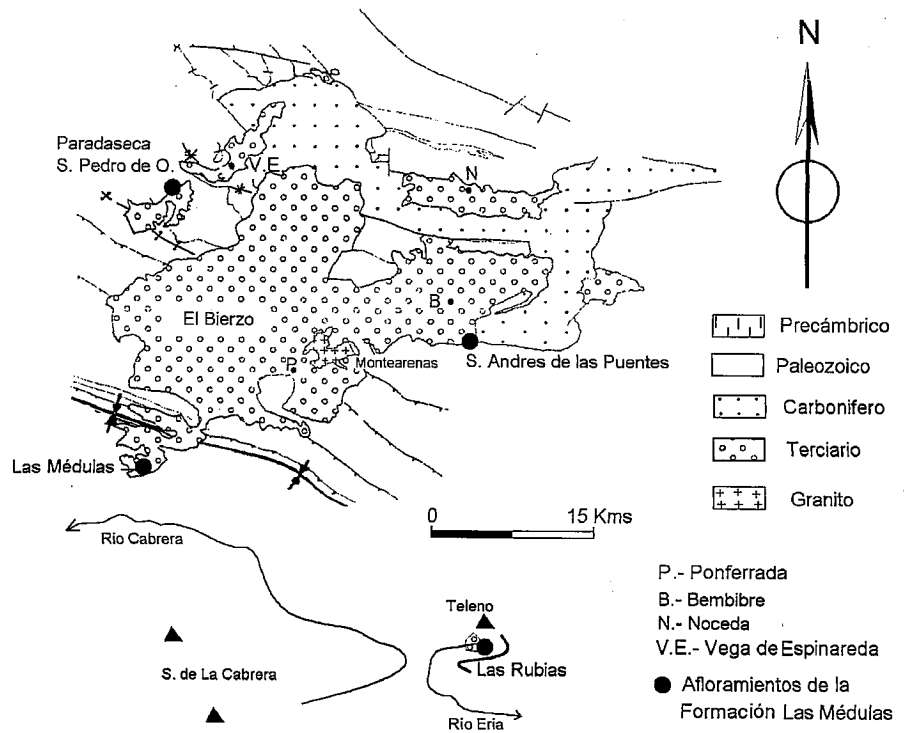 N
Paradaseca
S. Pedro de O.
V.E.
N
El Bierzo
B
P
Montearenas
S. Andres de las Puentes
Las Médulas
Precámbrico
Paleozoico
Carbonifero
Terciario
Granito
0 15 Kms
Río Cabrera
Teleno
S. de La Cabrera
Las Rubias
Río Eria
P.- Ponferrada
B.- Bembibre
N.- Noceda
V.E.- Vega de Espinareda
Afloramientos de la
Formación Las Médulas